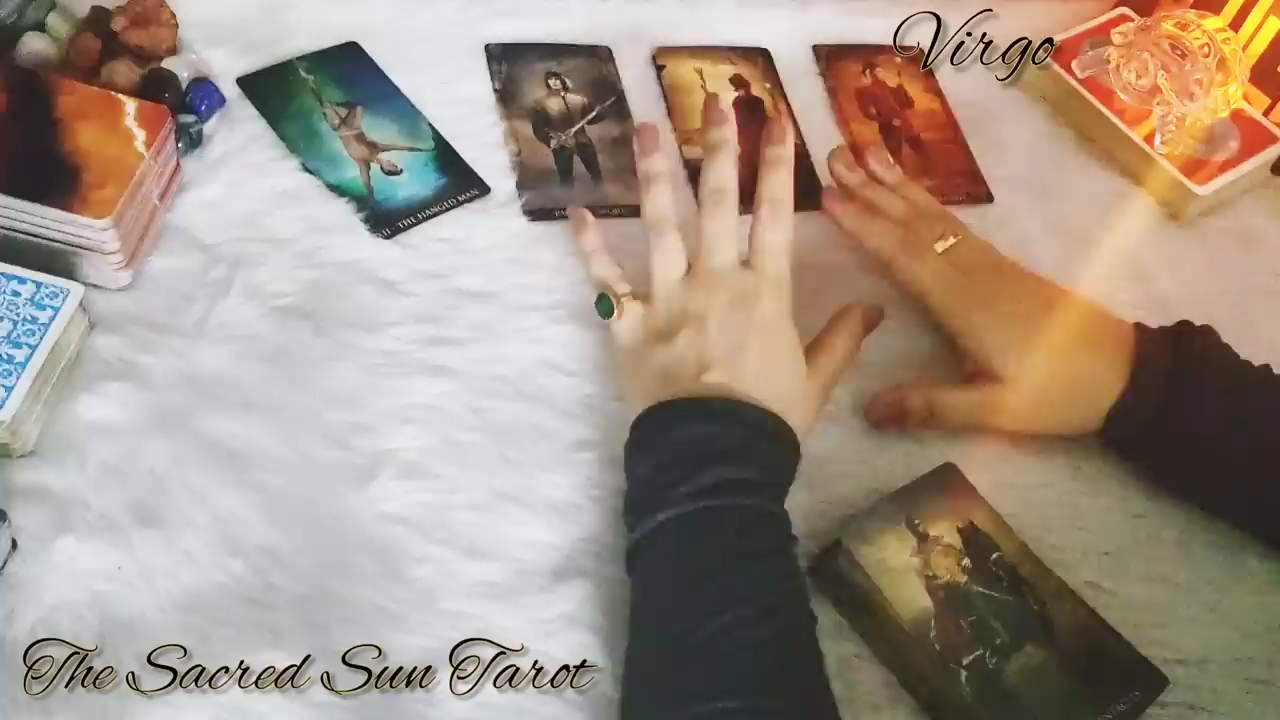 Virgo
XII - THE HANGED MAN
The Sacred Sun Tarot